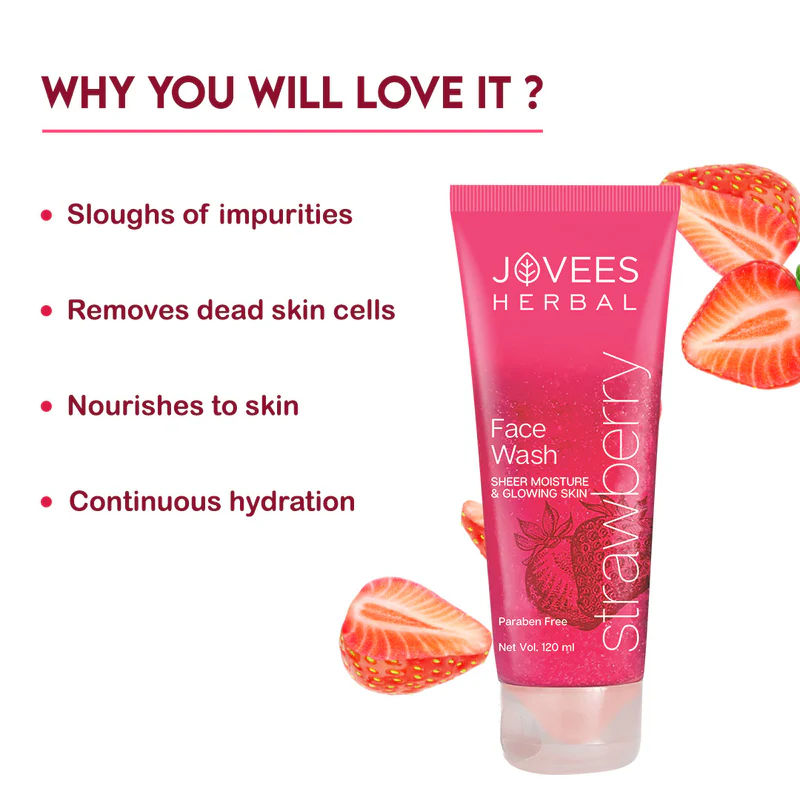 WHY YOU WILL LOVE IT ?
Sloughs of impurities
Removes dead skin cells
Nourishes to skin
Continuous hydration
JOVEES
HERBAL
strawberry
Face
Wash
SHEER MOISTURE
& GLOWING SKIN
Paraben Free
Net Vol. 120 ml